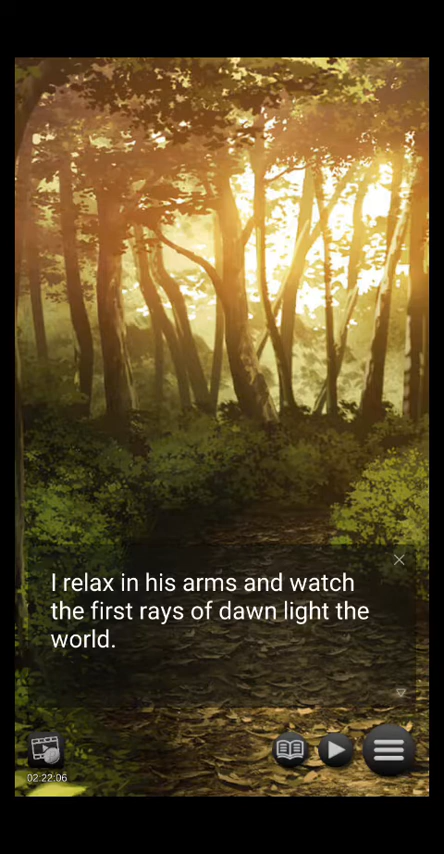 I relax in his arms and watch
the first rays of dawn light the
world.
02:22:06